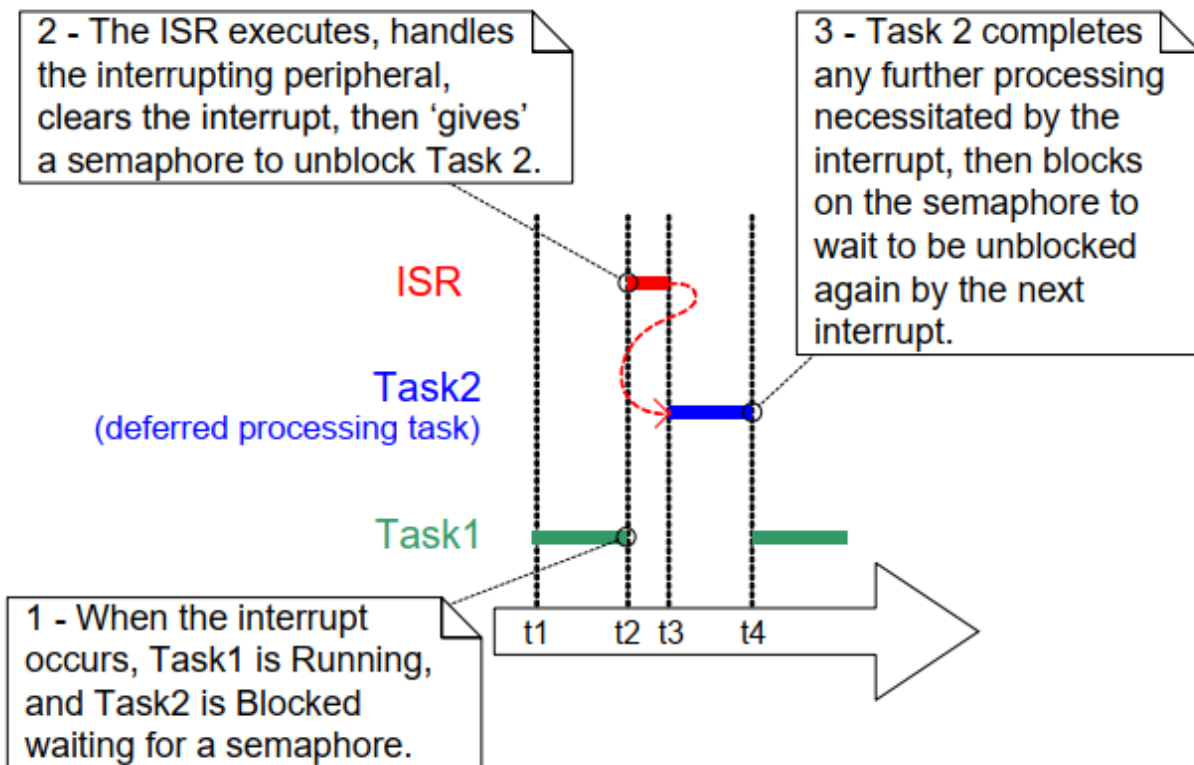 2 - The ISR executes, handles
the interrupting peripheral,
clears the interrupt, then ‘gives’
a semaphore to unblock Task 2.
3 - Task 2 completes
any further processing
necessitated by the
interrupt, then blocks
on the semaphore to
wait to be unblocked
again by the next
interrupt.
ISR
Task2
(deferred processing task)
Task1
1 - When the interrupt
occurs, Task1 is Running,
and Task2 is Blocked
waiting for a semaphore.
t1 t2 t3 t4